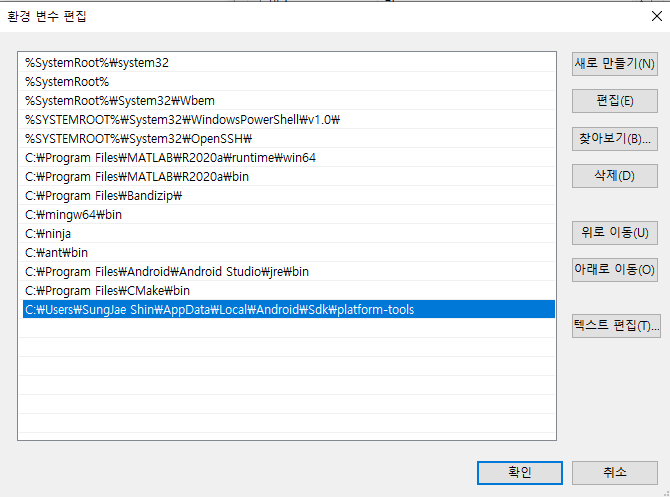 환경 변수 편집
%SystemRoot%₩system32
%SystemRoot%
%SystemRoot%₩System32₩Wbem
%SYSTEMROOT%₩System32₩WindowsPowerShell₩v1.0₩
%SYSTEMROOT%₩System32₩OpenSSH₩
C:₩Program Files₩MATLAB₩R2020a₩runtime₩win64
C:₩Program Files₩MATLAB₩R2020a₩bin
C:₩Program Files₩Bandizip₩
C:₩mingw64₩bin
C:₩ninja
C:₩ant₩bin
C:₩Program Files₩Android₩Android Studio₩jre₩bin
C:₩Program Files₩CMake₩bin
C:₩Users₩SungJae Shin₩AppData₩Local₩Android₩Sdk₩platform-tools
새로 만들기(N)
편집(E)
찾아보기(B)...
삭제(D)
위로 이동(U)
아래로 이동(O)
텍스트 편집(T)...
확인
취소